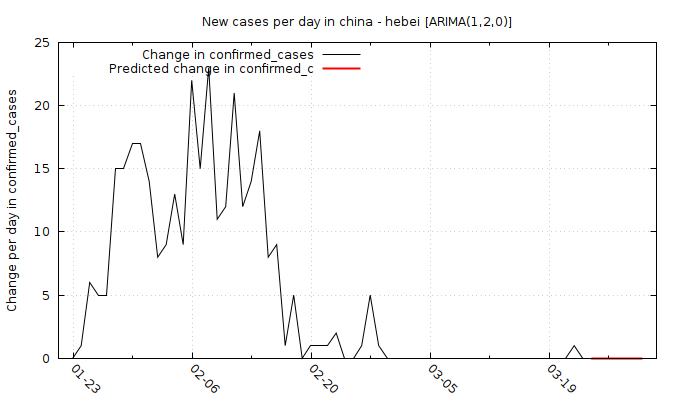 New cases per day in china - hebei [ARIMA(1,2,0)]
Change in confirmed_cases
Predicted change in confirmed_c
Change per day in confirmed_cases
25
20
15
10
5
0
01-23
02-06
02-20
03-05
03-19